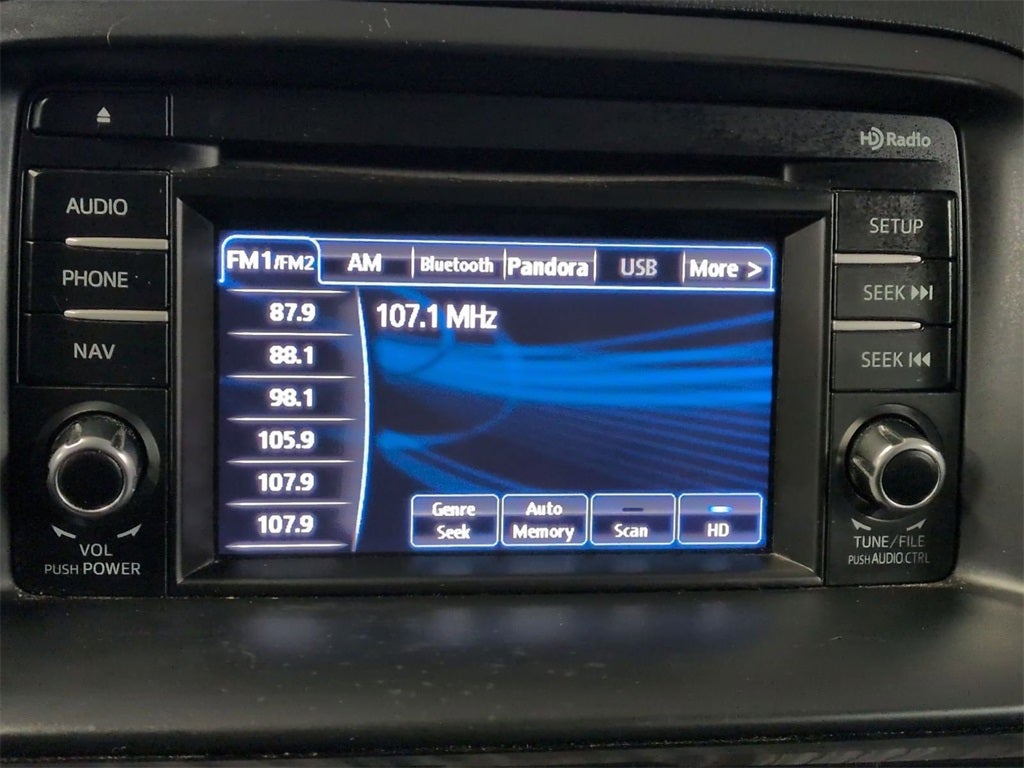 HD Radio
AUDIO
PHONE
NAV
VOL
PUSH POWER
FM1/FM2 AM Bluetooth Pandora USB More >
87.9
88.1
98.1
105.9
107.9
107.9
107.1 MHz
Genre Seek
Auto Memory
Scan
HD
SETUP
SEEK
SEEK
TUNE/FILE
PUSH AUDIO CTRL